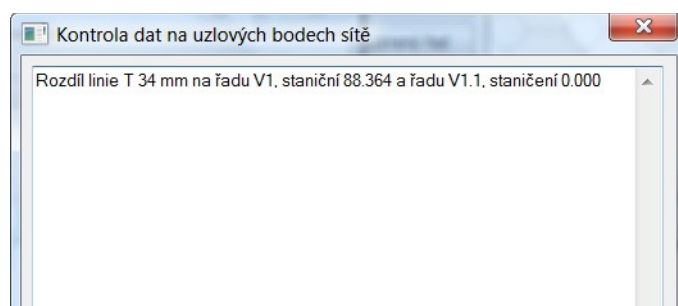 Kontrola dat na uzlových bodech sítě
Rozdíl linie T 34 mm na řadu V1, staniční 88.364 a řadu V1.1, staničení 0.000